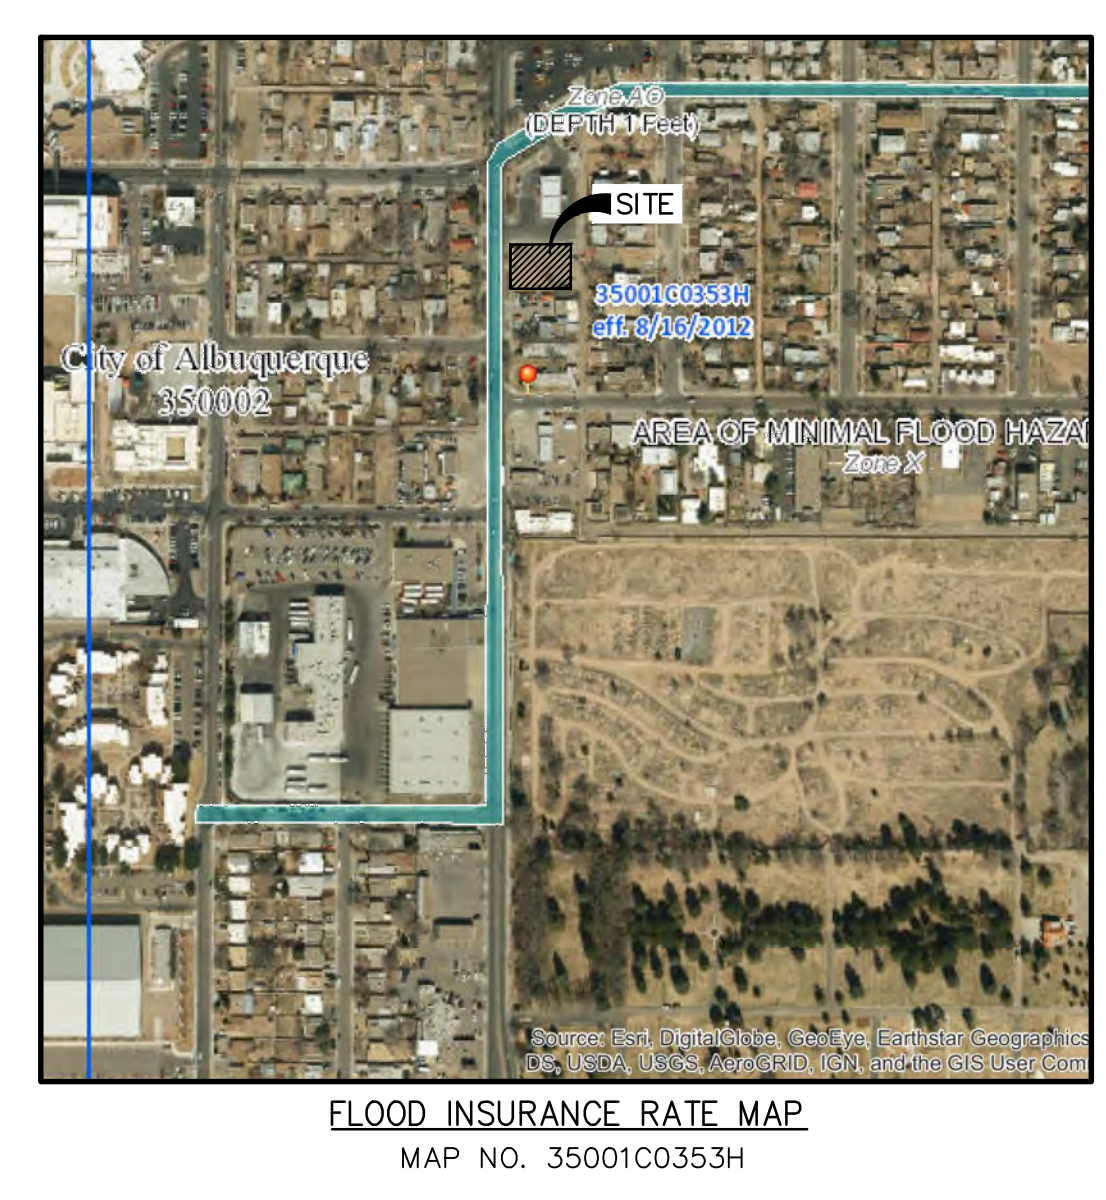 Zone AO
(DEPTH 1 Feet)
SITE
35001C0353H
eff. 8/16/2012
City of Albuquerque
350002
AREA OF MINIMAL FLOOD HAZA
Zone X
Source: Esri, DigitalGlobe, GeoEye, Earthstar Geographics
DS, USDA, USGS, AeroGRID, IGN, and the GIS User Com
FLOOD INSURANCE RATE MAP
MAP NO. 35001C0353H